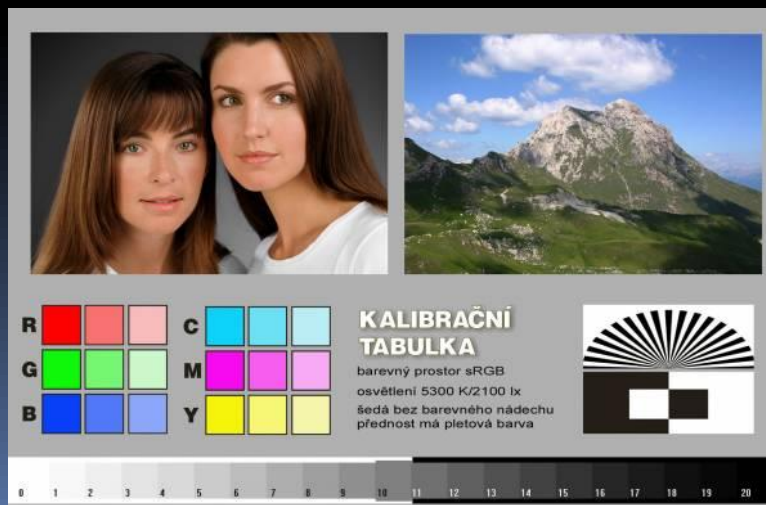 R
G
B
C
M
Y
KALIBRAČNÍ
TABULKA
barevný prostor sRGB
osvětlení 5300 K/2100 lx
šedá bez barevného nádechu
přednost má pletová barva
0 1 2 3 4 5 6 7 8 9 10 11 12 13 14 15 16 17 18 19 20